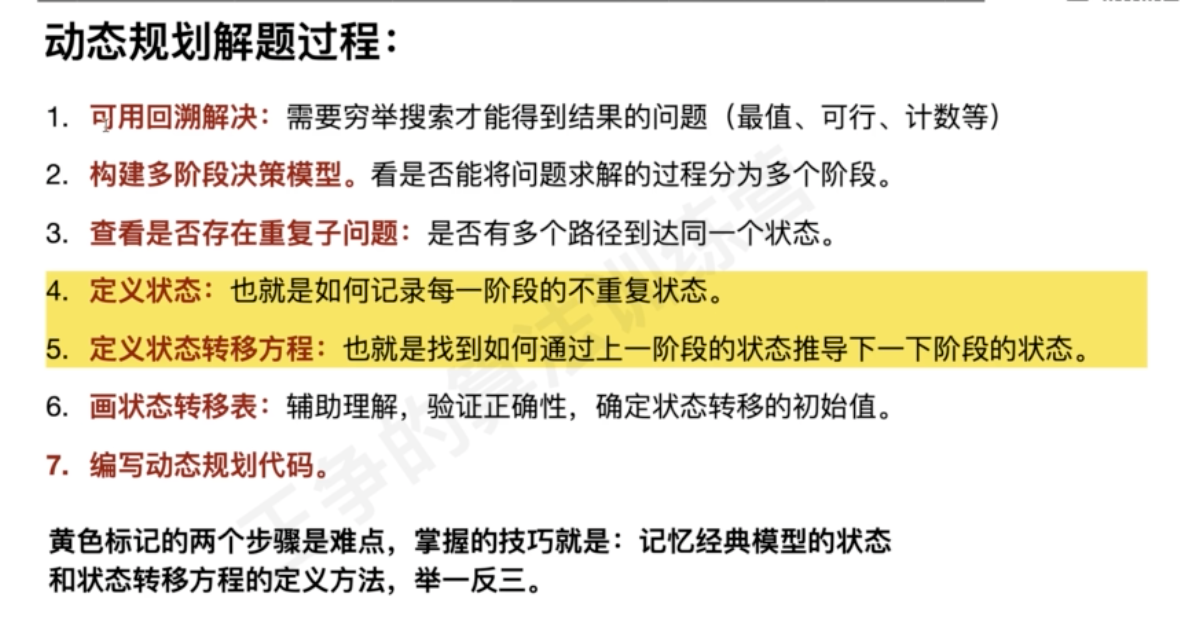 动态规划解题过程：
1. 可用回溯解决：需要穷举搜索才能得到结果的问题（最值、可行、计数等）
2. 构建多阶段决策模型。看是否能将问题求解的过程分为多个阶段。
3. 查看是否存在重复子问题：是否有多个路径到达同一个状态。
4. 定义状态：也就是如何记录每一阶段的不重复状态。
5. 定义状态转移方程：也就是找到如何通过上一阶段的状态推导下一下阶段的状态。
6. 画状态转移表：辅助理解，验证正确性，确定状态转移的初始值。
7. 编写动态规划代码。
黄色标记的两个步骤是难点，掌握的技巧就是：记忆经典模型的状态
和状态转移方程的定义方法，举一反三。
王争的算法训练营